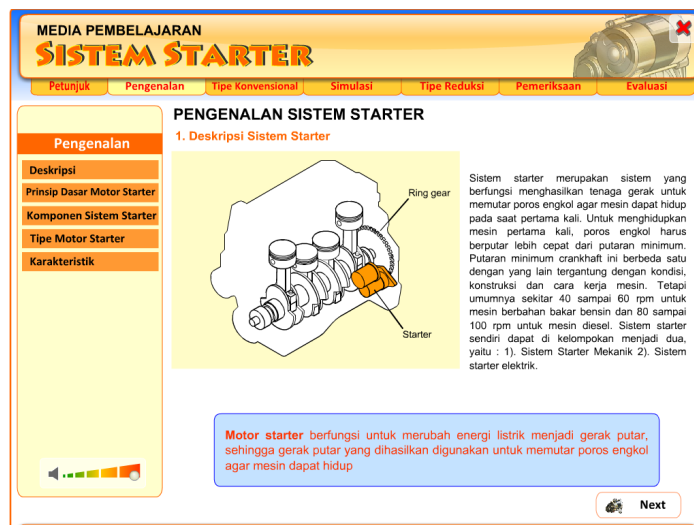 MEDIA PEMBELAJARAN
SISTEM STARTER
Petunjuk
Pengenalan
Tipe Konvensional
Simulasi
Tipe Reduksi
Pemeriksaan
Evaluasi
Pengenalan
Deskripsi
Prinsip Dasar Motor Starter
Komponen Sistem Starter
Tipe Motor Starter
Karakteristik
PENGENALAN SISTEM STARTER
1. Deskripsi Sistem Starter
Ring gear
Starter
Sistem starter merupakan sistem yang
berfungsi menghasilkan tenaga gerak untuk
memutar poros engkol agar mesin dapat hidup
pada saat pertama kali. Untuk menghidupkan
mesin pertama kali, poros engkol harus
berputar lebih cepat dari putaran minimum.
Putaran minimum crankhaft ini berbeda satu
dengan yang lain tergantung dengan kondisi,
konstruksi dan cara kerja mesin. Tetapi
umumnya sekitar 40 sampai 60 rpm untuk
mesin berbahan bakar bensin dan 80 sampai
100 rpm untuk mesin diesel. Sistem starter
sendiri dapat di kelompokan menjadi dua,
yaitu : 1). Sistem Starter Mekanik 2). Sistem
starter elektrik.
Motor starter berfungsi untuk merubah energi listrik menjadi gerak putar,
sehingga gerak putar yang dihasilkan digunakan untuk memutar poros engkol
agar mesin dapat hidup
Next